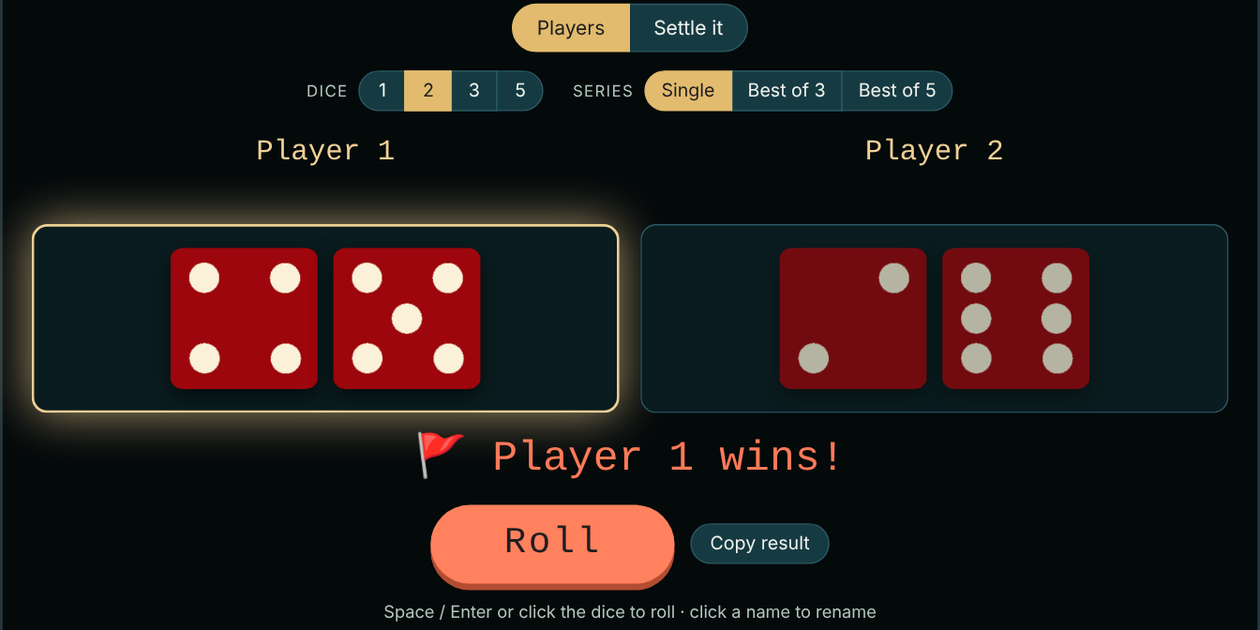 Players Settle it
DICE 1 2 3 5 SERIES Single Best of 3 Best of 5
Player 1 Player 2
Player 1 wins!
Roll Copy result
Space / Enter or click the dice to roll · click a name to rename